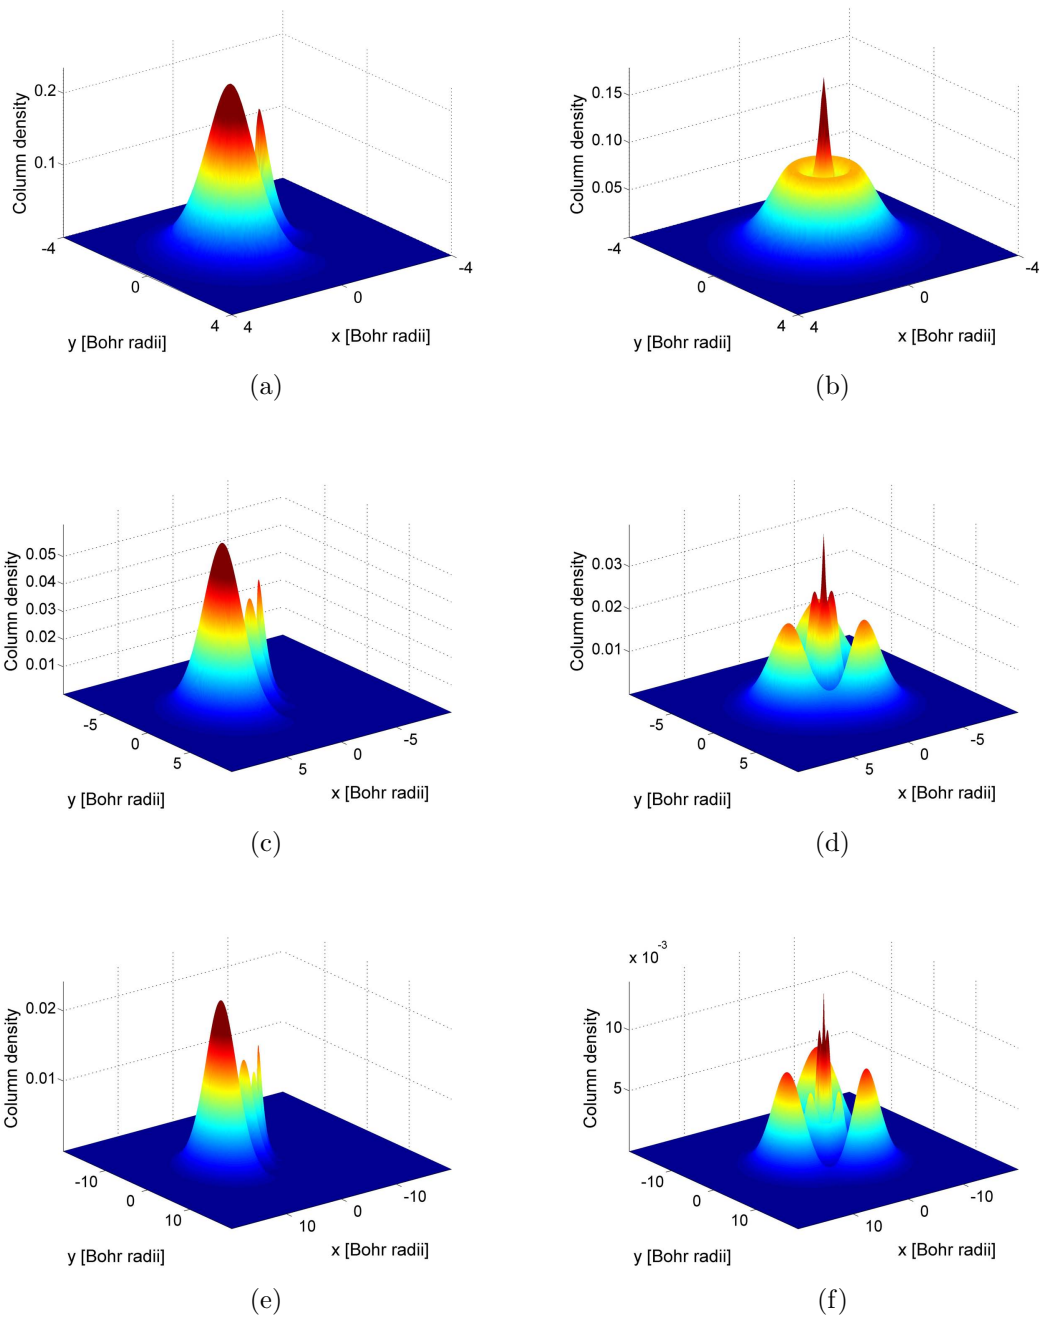 Column density
0.2
0.1
-4
0
4
4
0
-4
y [Bohr radii]
x [Bohr radii]
(a)
Column density
0.15
0.10
0.05
-4
0
4
4
0
-4
y [Bohr radii]
x [Bohr radii]
(b)
Column density
0.05
0.04
0.03
0.02
0.01
-5
0
5
5
0
-5
y [Bohr radii]
x [Bohr radii]
(c)
Column density
0.03
0.02
0.01
-5
0
5
5
0
-5
y [Bohr radii]
x [Bohr radii]
(d)
Column density
0.02
0.01
-10
0
10
10
0
-10
y [Bohr radii]
x [Bohr radii]
(e)
x 10-3
Column density
10
5
-10
0
10
10
0
-10
y [Bohr radii]
x [Bohr radii]
(f)